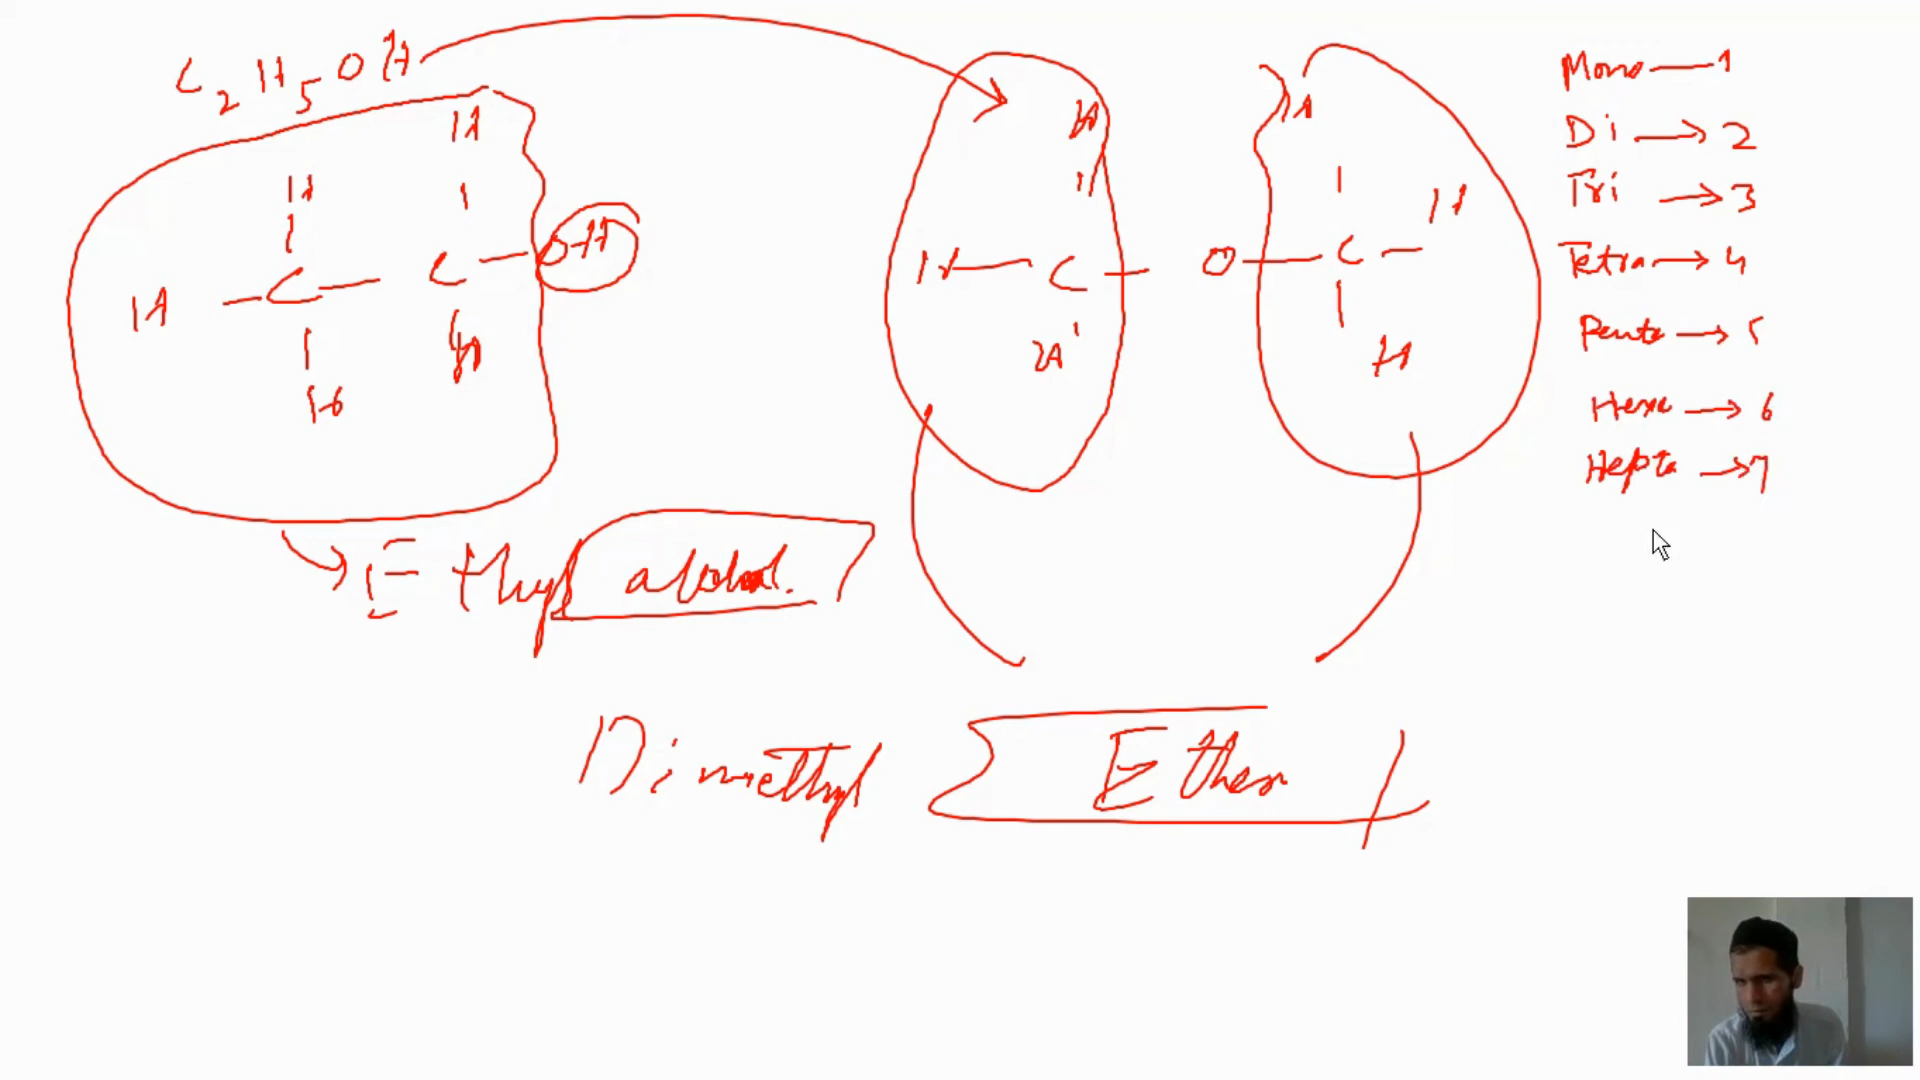 C2H5OH
H
H
H - C - C - OH
H
H
Ethyl alcohol.
H
H
H - C - O - C - H
H
H
Dimethyl Ether
Mono — 1
Di → 2
Tri → 3
Tetra → 4
Penta → 5
Hexa → 6
Hepta → 7